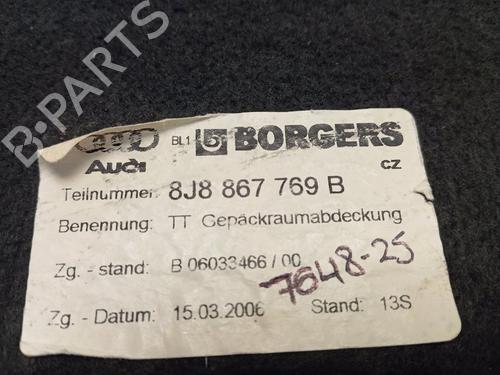 B-PARTS
Audi
BL1 BORGERS
CZ
Teilnummer: 8J8 867 769 B
Benennung: TT Gepäckraumabdeckung
Zg. - stand: B 06033466 / 00
7648-25
Zg. - Datum: 15.03.2006 Stand: 13S